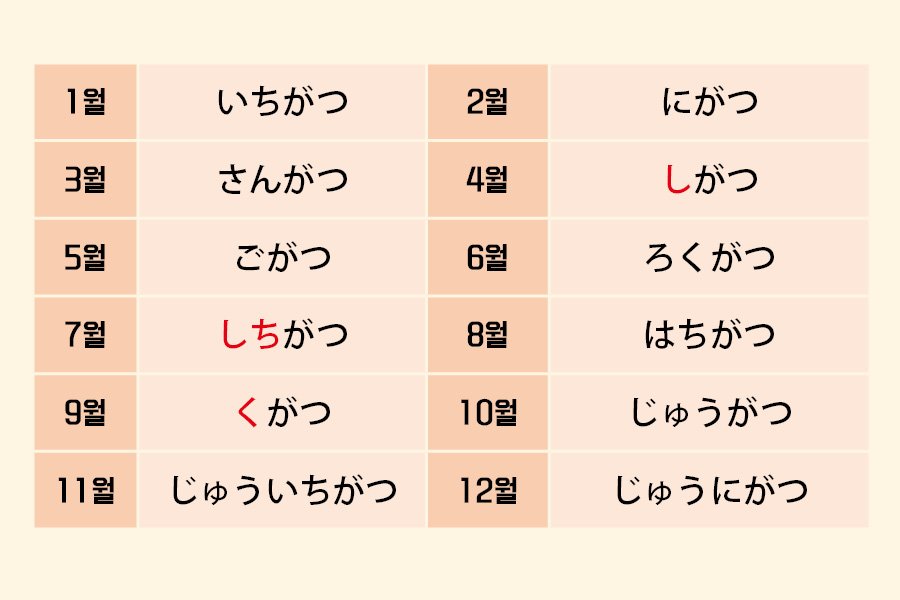 1월 いちがつ 2월 にがつ
3월 さんがつ 4월 しがつ
5월 ごがつ 6월 ろくがつ
7월 しちがつ 8월 はちがつ
9월 くがつ 10월 じゅうがつ
11월 じゅういちがつ 12월 じゅうにがつ